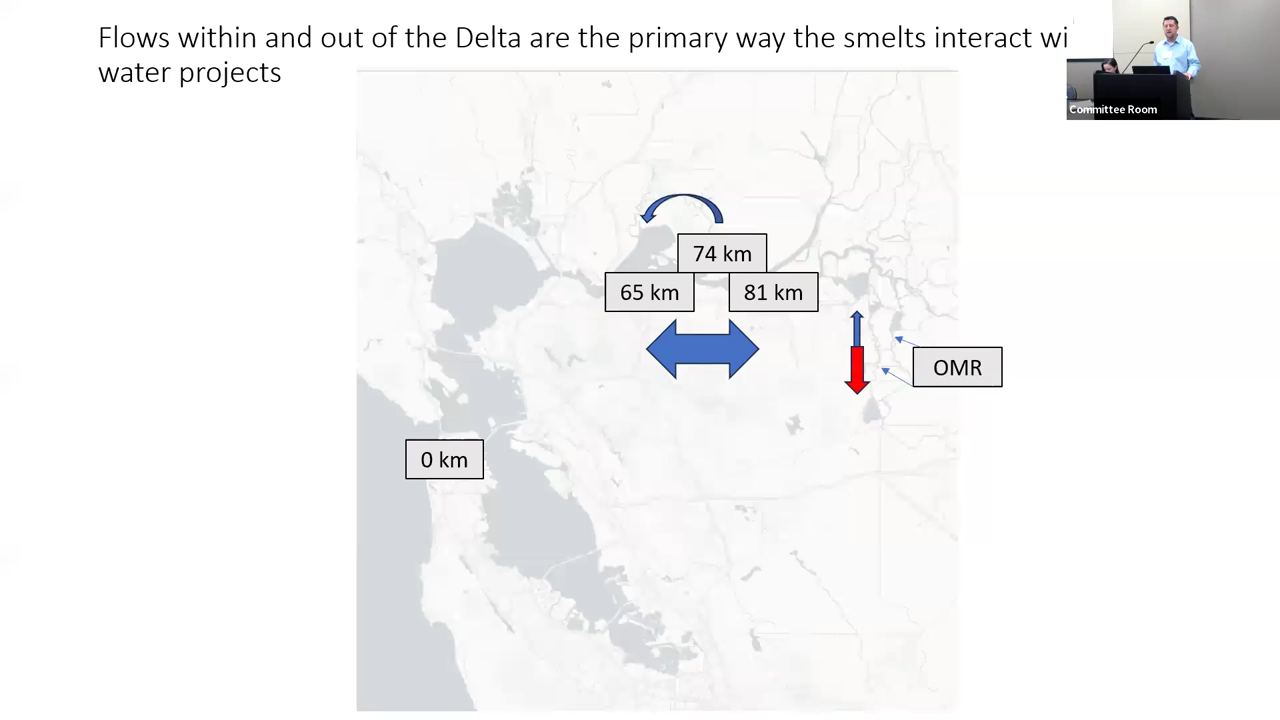 Flows within and out of the Delta are the primary way the smelts interact wi
water projects
Committee Room
74 km
65 km
81 km
OMR
0 km